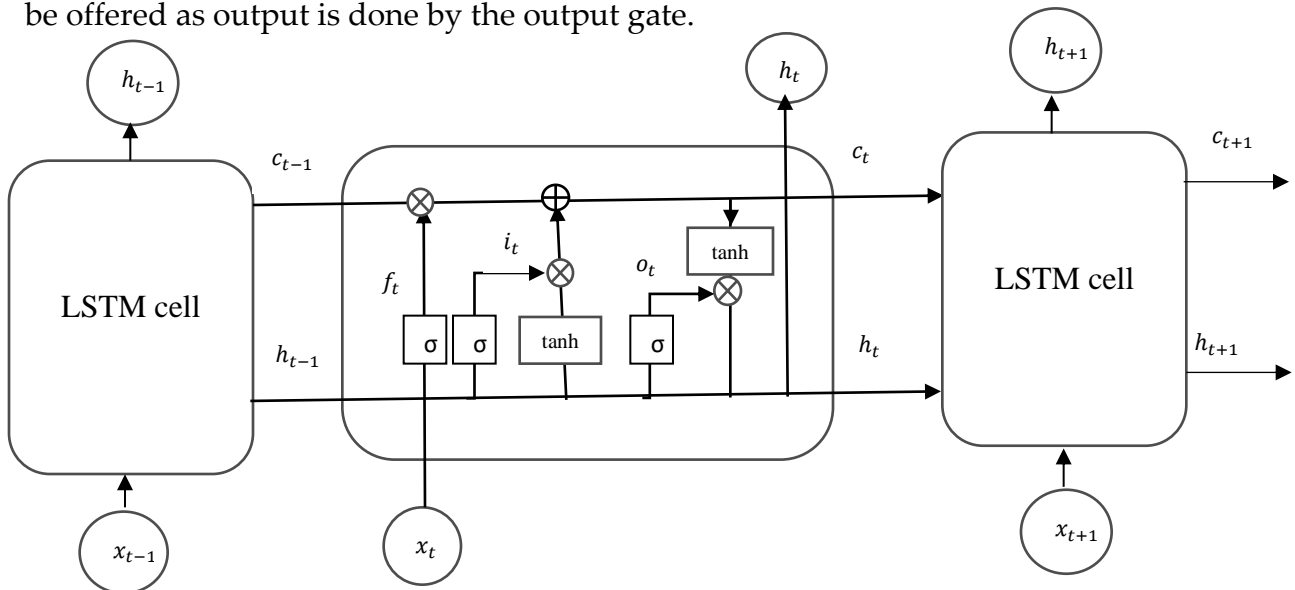 be offered as output is done by the output gate.
h_{t−1}
h_t
h_{t+1}
c_{t−1}
c_t
c_{t+1}
i_t
o_t
tanh
f_t
LSTM cell
LSTM cell
σ
σ
tanh
σ
h_{t−1}
h_t
h_{t+1}
x_{t−1}
x_t
x_{t+1}